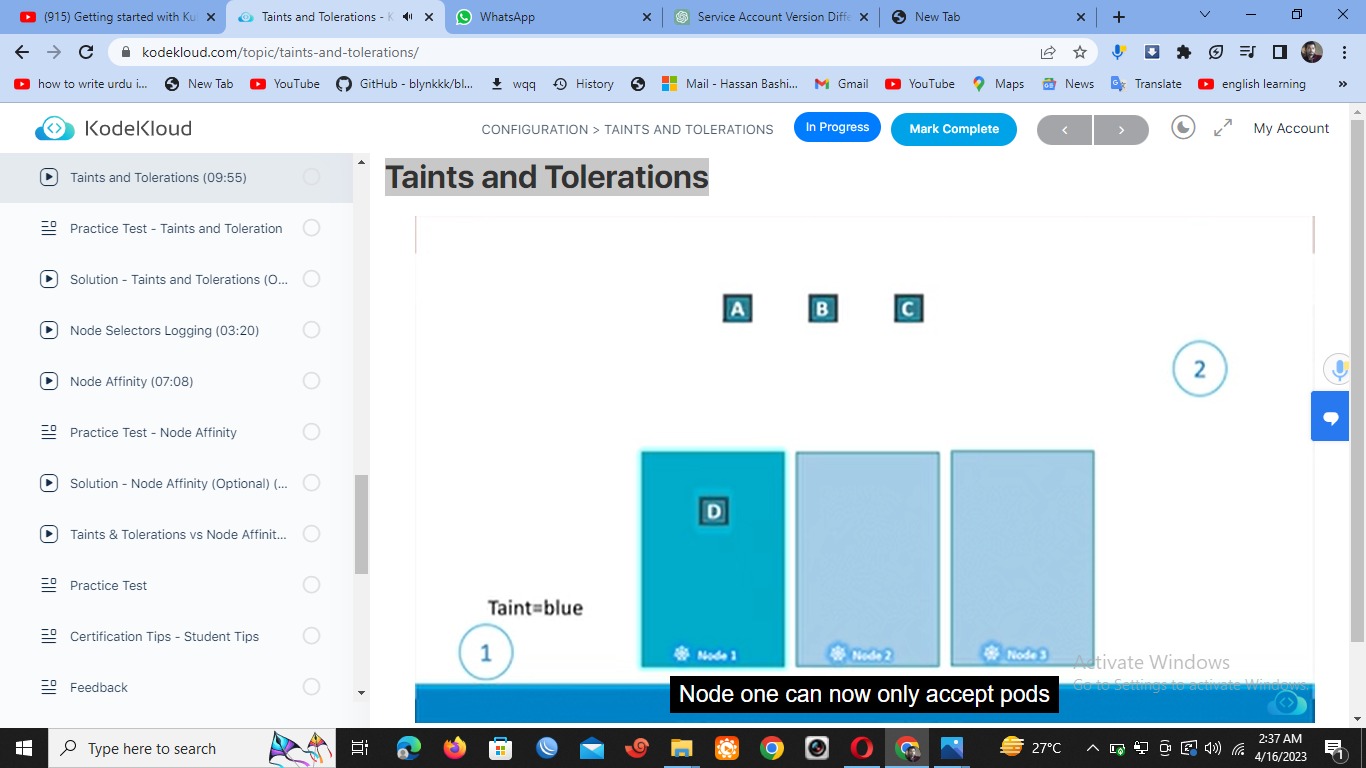 (915) Getting started with Ku
Taints and Tolerations - K
WhatsApp
Service Account Version Diffe
New Tab
kodekloud.com/topic/taints-and-tolerations/
how to write urdu i...
New Tab
YouTube
GitHub - blynkkk/bl...
wqq
History
Mail - Hassan Bashi...
Gmail
YouTube
Maps
News
Translate
english learning
»
KodeKloud
CONFIGURATION > TAINTS AND TOLERATIONS
In Progress
Mark Complete
<
>
My Account
Taints and Tolerations (09:55)
Practice Test - Taints and Toleration
Solution - Taints and Tolerations (O...
Node Selectors Logging (03:20)
Node Affinity (07:08)
Practice Test - Node Affinity
Solution - Node Affinity (Optional) (...
Taints & Tolerations vs Node Affinit...
Practice Test
Certification Tips - Student Tips
Feedback
Taints and Tolerations
A B C
2
D
Taint=blue
1
Node 1
Node 2
Node 3
Activate Windows
Go to Settings to activate Windows.
Node one can now only accept pods
Type here to search
27°C
2:37 AM
4/16/2023
1